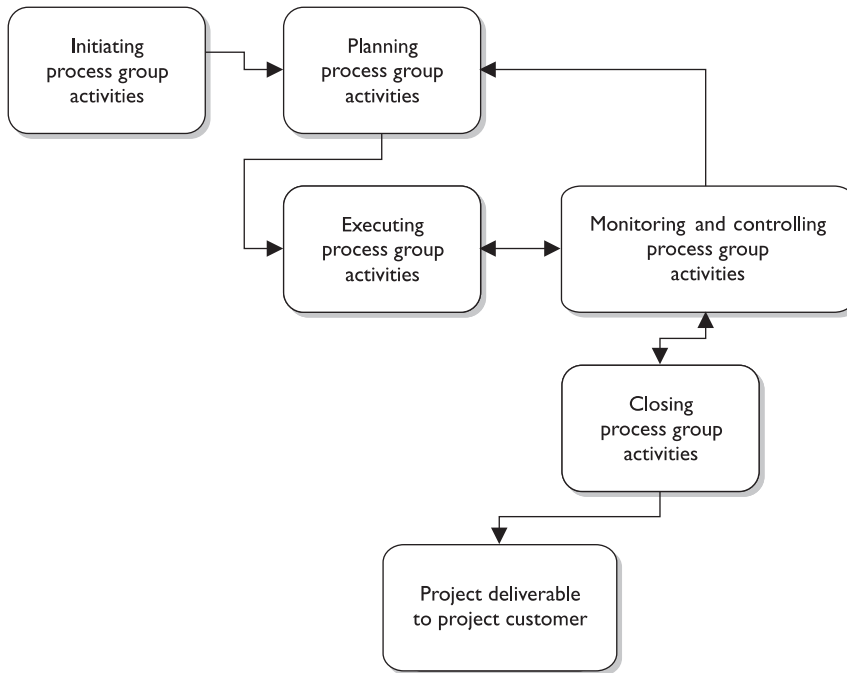 Initiating
process group
activities
Planning
process group
activities
Executing
process group
activities
Monitoring and controlling
process group
activities
Closing
process group
activities
Project deliverable
to project customer